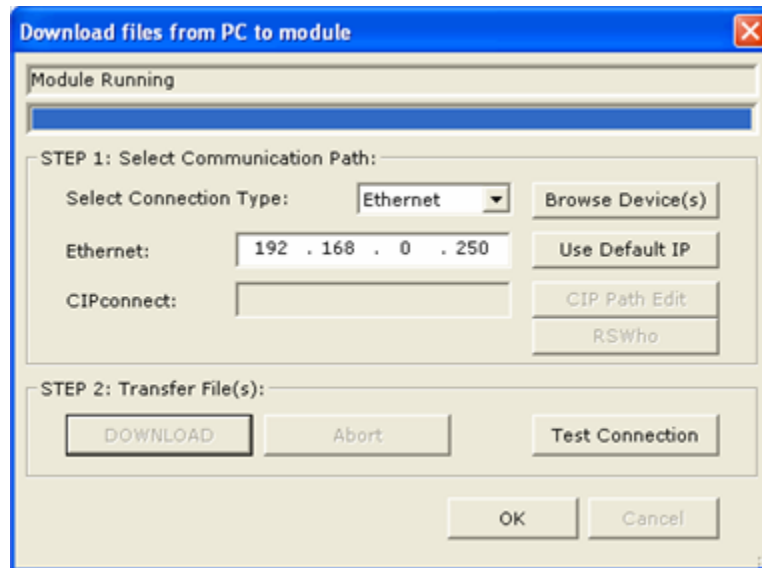 Download files from PC to module
Module Running
STEP 1: Select Communication Path:
Select Connection Type: Ethernet Browse Device(s)
Ethernet: 192 . 168 . 0 . 250 Use Default IP
CIPconnect: CIP Path Edit
RSWho
STEP 2: Transfer File(s):
DOWNLOAD Abort Test Connection
OK Cancel